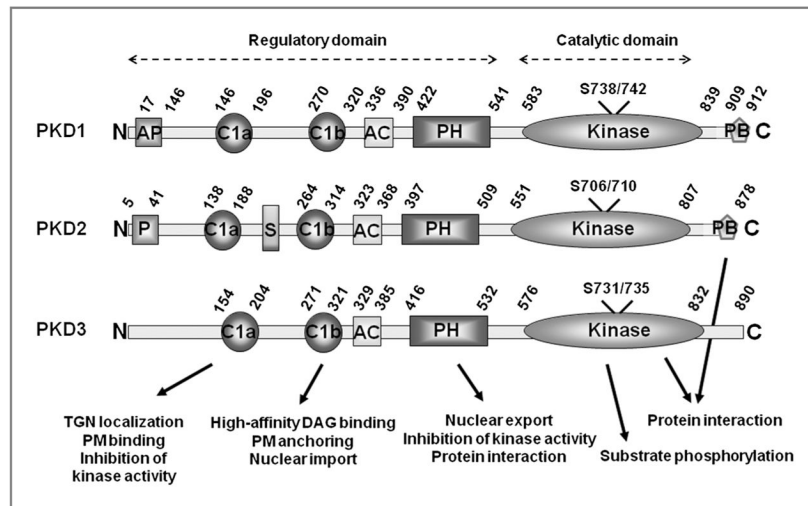 Regulatory domain Catalytic domain
17 146 146 196 270 320 336 390 422 541 583 S738/742 839 909 912
PKD1 N AP C1a C1b AC PH Kinase PB C
5 41 138 188 264 314 323 368 397 509 551 S706/710 807 878
PKD2 N P C1a S C1b AC PH Kinase PB C
154 204 271 321 329 385 416 532 576 S731/735 832 890
PKD3 N C1a C1b AC PH Kinase C
TGN localization
PM binding
Inhibition of
kinase activity
High-affinity DAG binding
PM anchoring
Nuclear import
Nuclear export
Inhibition of kinase activity
Protein interaction
Protein interaction
Substrate phosphorylation